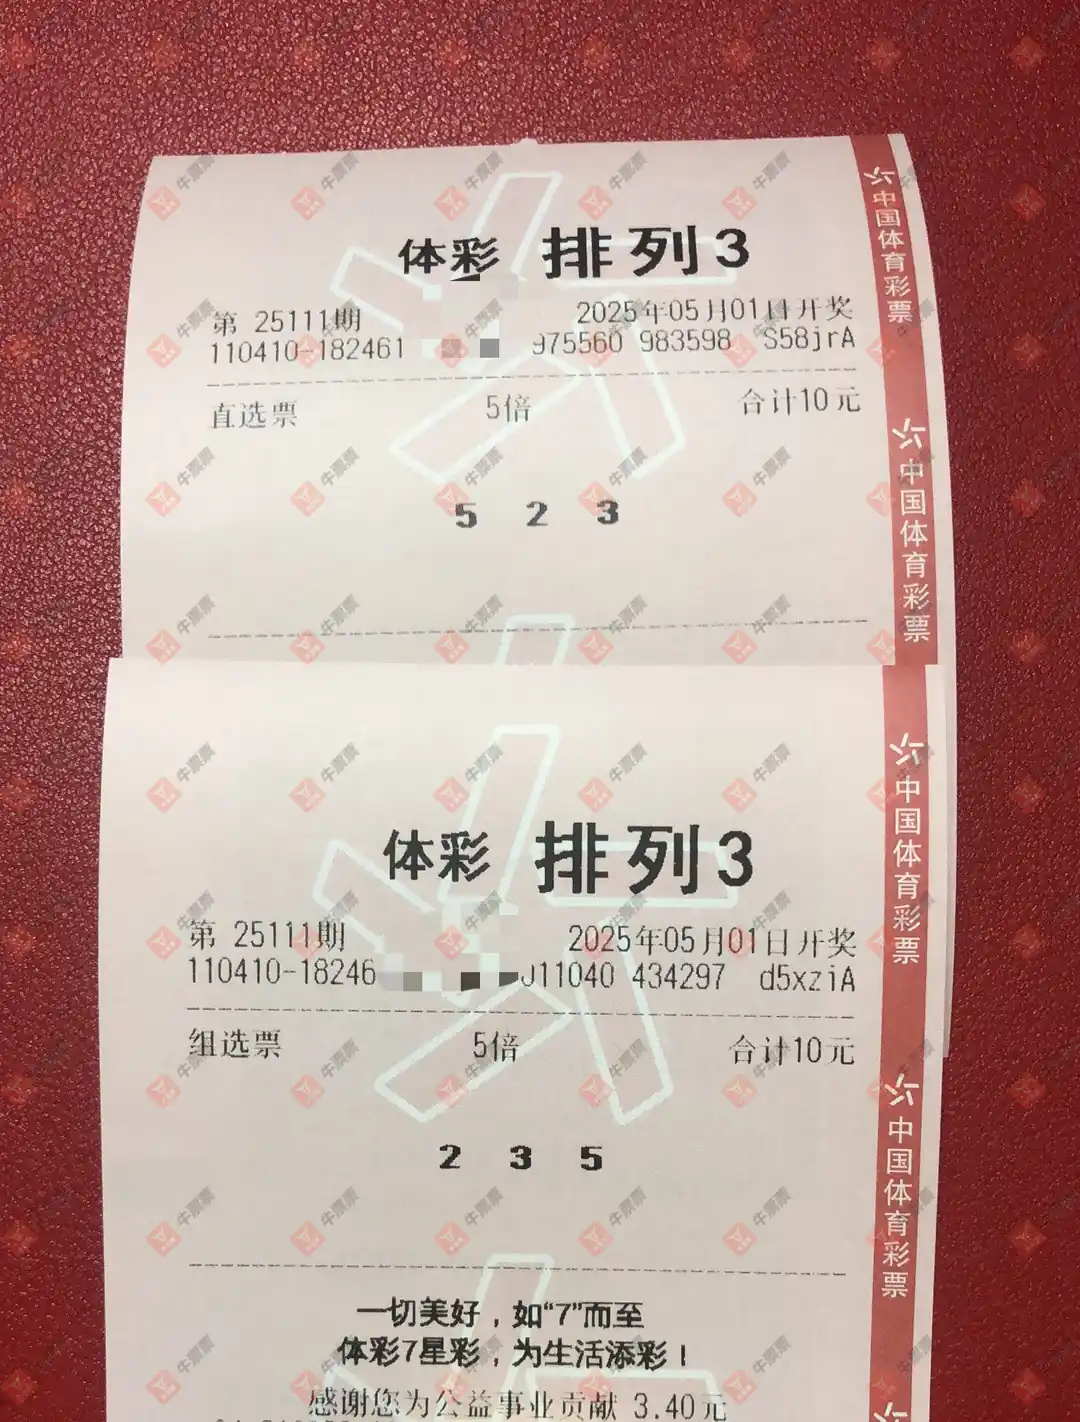 体彩 排列3
第 25111期 2025年05月01日开奖
110410-182461 975560 983598 S58jrA
直选票 5倍 合计10元
5 2 3
体彩 排列3
第 25111期 2025年05月01日开奖
110410-18246 011040 434297 d5xziA
组选票 5倍 合计10元
2 3 5
一切美好，如“7”而至
体彩7星彩，为生活添彩！
感谢您为公益事业贡献 3.40元
中国体育彩票
中国体育彩票
中国体育彩票
中国体育彩票
牛票票